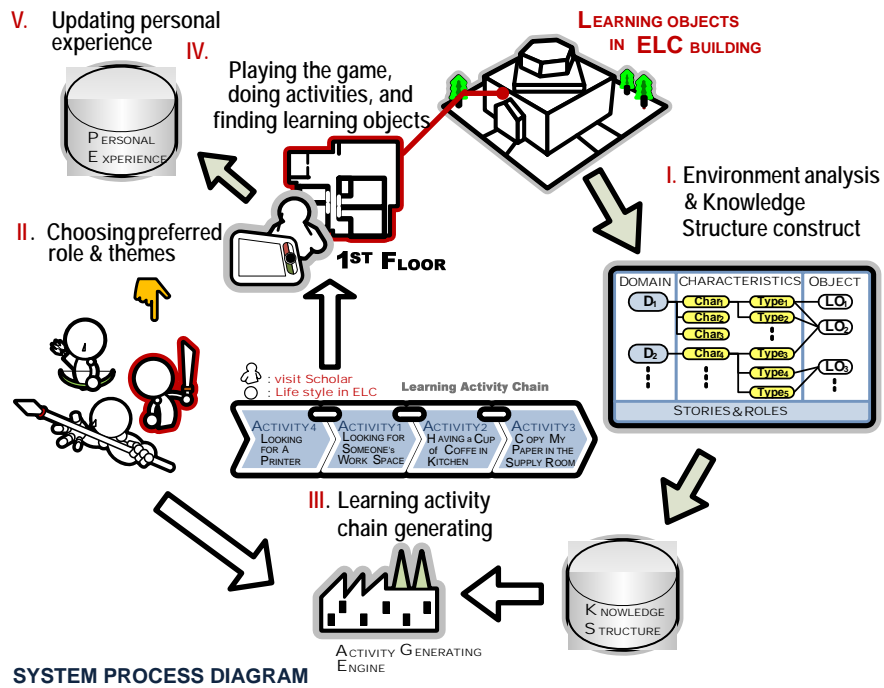 V. Updating personal
experience
IV.
Playing the game,
doing activities, and
finding learning objects
LEARNING OBJECTS
IN ELC BUILDING
PERSONAL
EXPERIENCE
I. Environment analysis
& Knowledge
Structure construct
II. Choosing preferred
role & themes
1ST FLOOR
DOMAIN CHARACTERISTICS OBJECT
D1 Char1 Type1 LO1
Char2 Type2 LO2
Char3
D2 Char4 Type3
Type4 LO3
Type5
STORIES & ROLES
: visit Scholar
: Life style in ELC
Learning Activity Chain
ACTIVITY4
LOOKING
FOR A
PRINTER
ACTIVITY1
LOOKING FOR
SOMEONE'S
WORK SPACE
ACTIVITY2
HAVING a CUP
of COFFE IN
KITCHEN
ACTIVITY3
COPY MY
PAPER IN THE
SUPPLY ROOM
III. Learning activity
chain generating
KNOWLEDGE
STRUCTURE
ACTIVITY GENERATING
ENGINE
SYSTEM PROCESS DIAGRAM